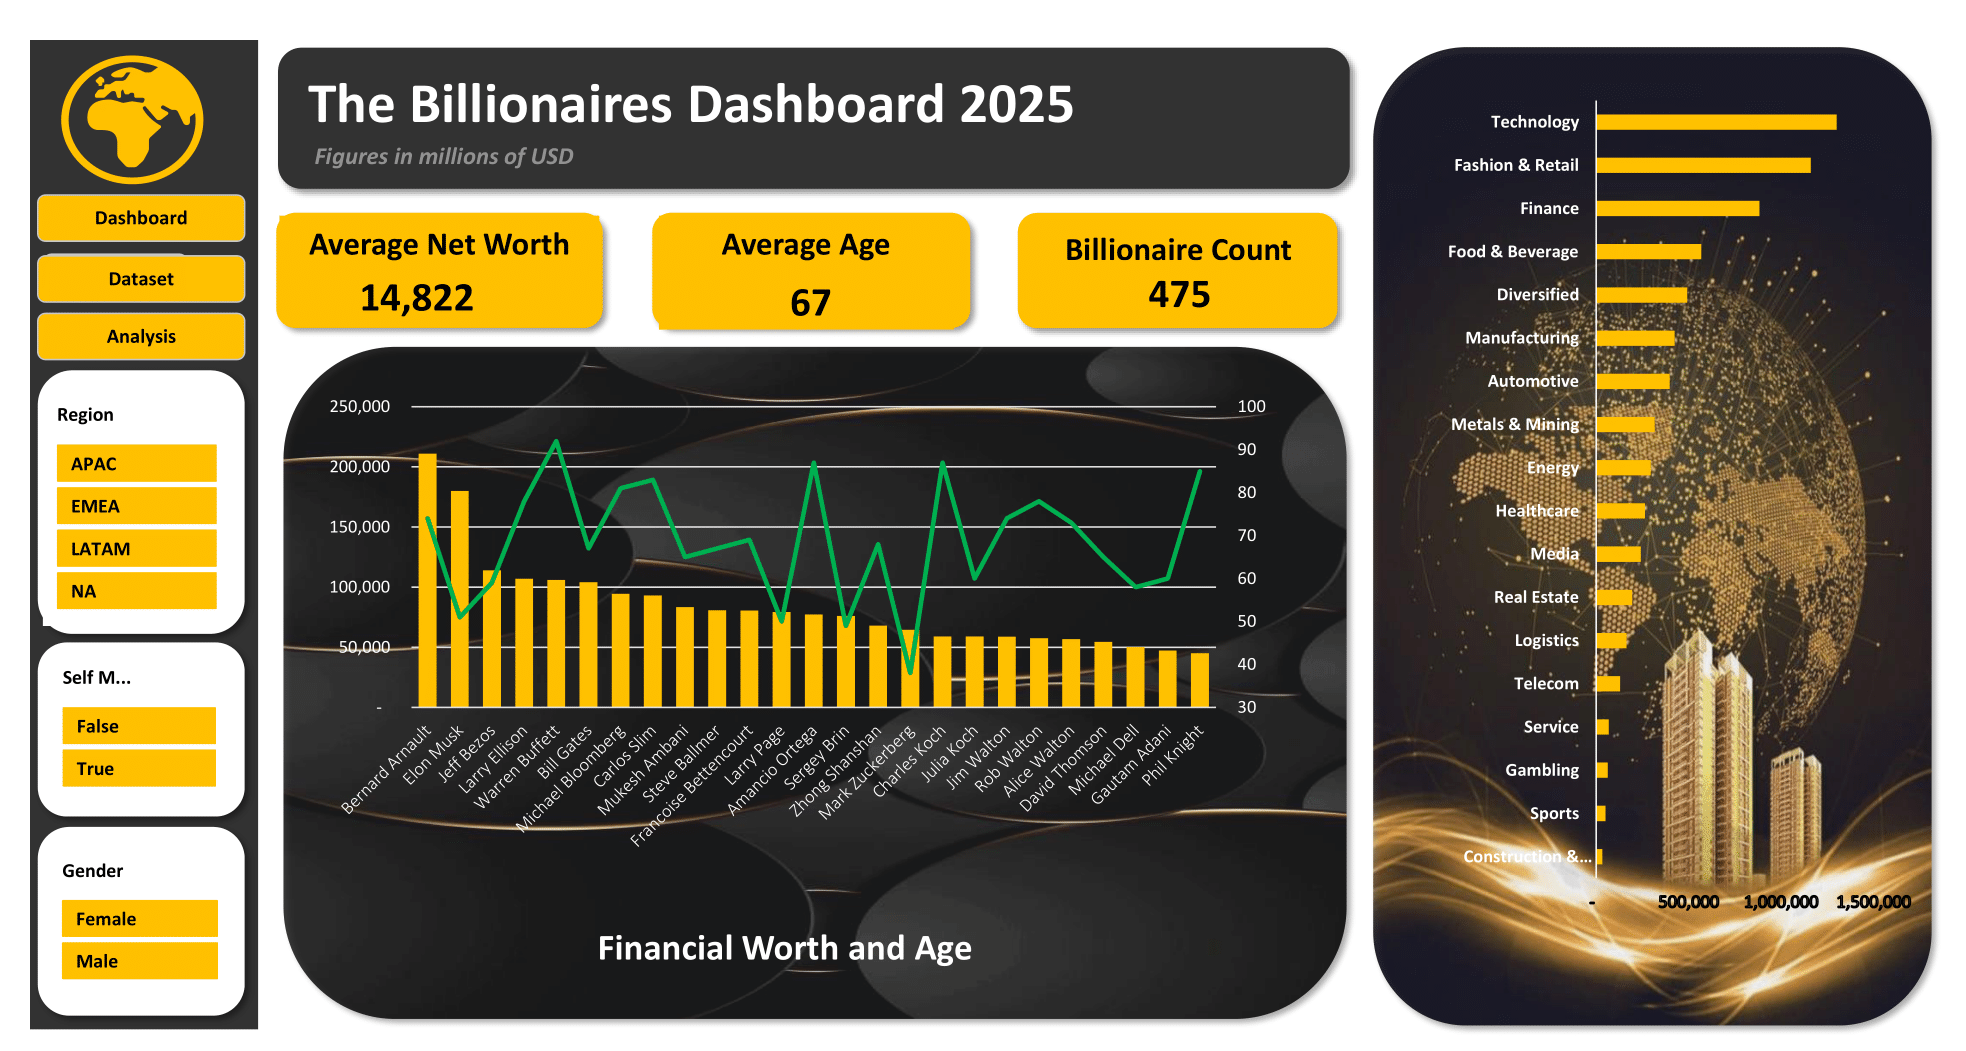 The Billionaires Dashboard 2025
Figures in millions of USD
Dashboard
Dataset
Analysis
Region
APAC
EMEA
LATAM
NA
Self M...
False
True
Gender
Female
Male
Average Net Worth
14,822
Average Age
67
Billionaire Count
475
250,000
200,000
150,000
100,000
50,000
-
100
90
80
70
60
50
40
30
Bernard Arnault
Elon Musk
Jeff Bezos
Larry Ellison
Warren Buffett
Bill Gates
Michael Bloomberg
Carlos Slim
Mukesh Ambani
Steve Ballmer
Francoise Bettencourt
Larry Page
Amancio Ortega
Sergey Brin
Zhong Shanshan
Mark Zuckerberg
Charles Koch
Julia Koch
Jim Walton
Rob Walton
Alice Walton
David Thomson
Michael Dell
Gautam Adani
Phil Knight
Financial Worth and Age
Technology
Fashion & Retail
Finance
Food & Beverage
Diversified
Manufacturing
Automotive
Metals & Mining
Energy
Healthcare
Media
Real Estate
Logistics
Telecom
Service
Gambling
Sports
Construction &...
-
500,000
1,000,000
1,500,000